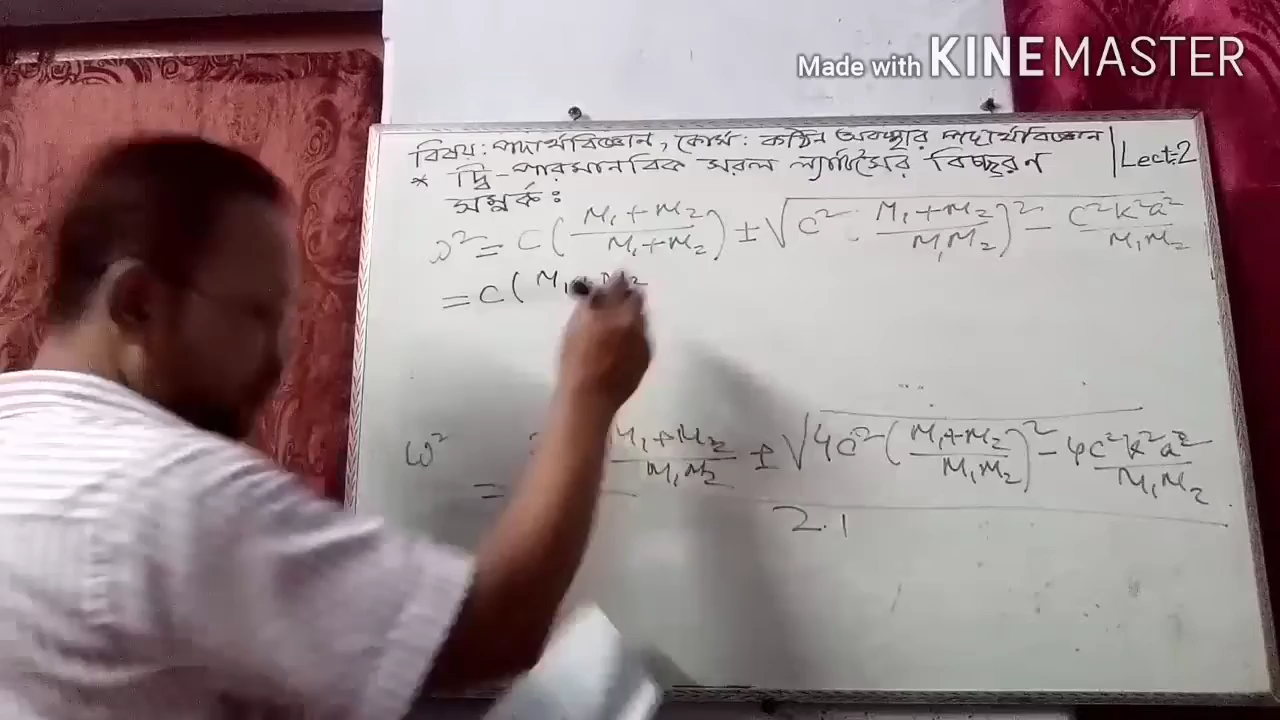 Made with KINEMASTER
বিষয়: পদার্থবিজ্ঞান, কোর্স: কঠিন অবস্থার পদার্থবিজ্ঞান
Lect:2
* দ্বি-পারমানবিক সরল ল্যাটিসের বিচ্ছুরণ
সম্পর্ক:
ω² = C(M₁+M₂/M₁+M₂) ± √C² (M₁+M₂/M₁M₂)² − C²k²a²/M₁M₂
= C(M₁+M₂
ω² = M₁+M₂/M₁M₂ ± √4C²(M₁+M₂/M₁M₂)² − 4C²k²a²/M₁M₂
2.1